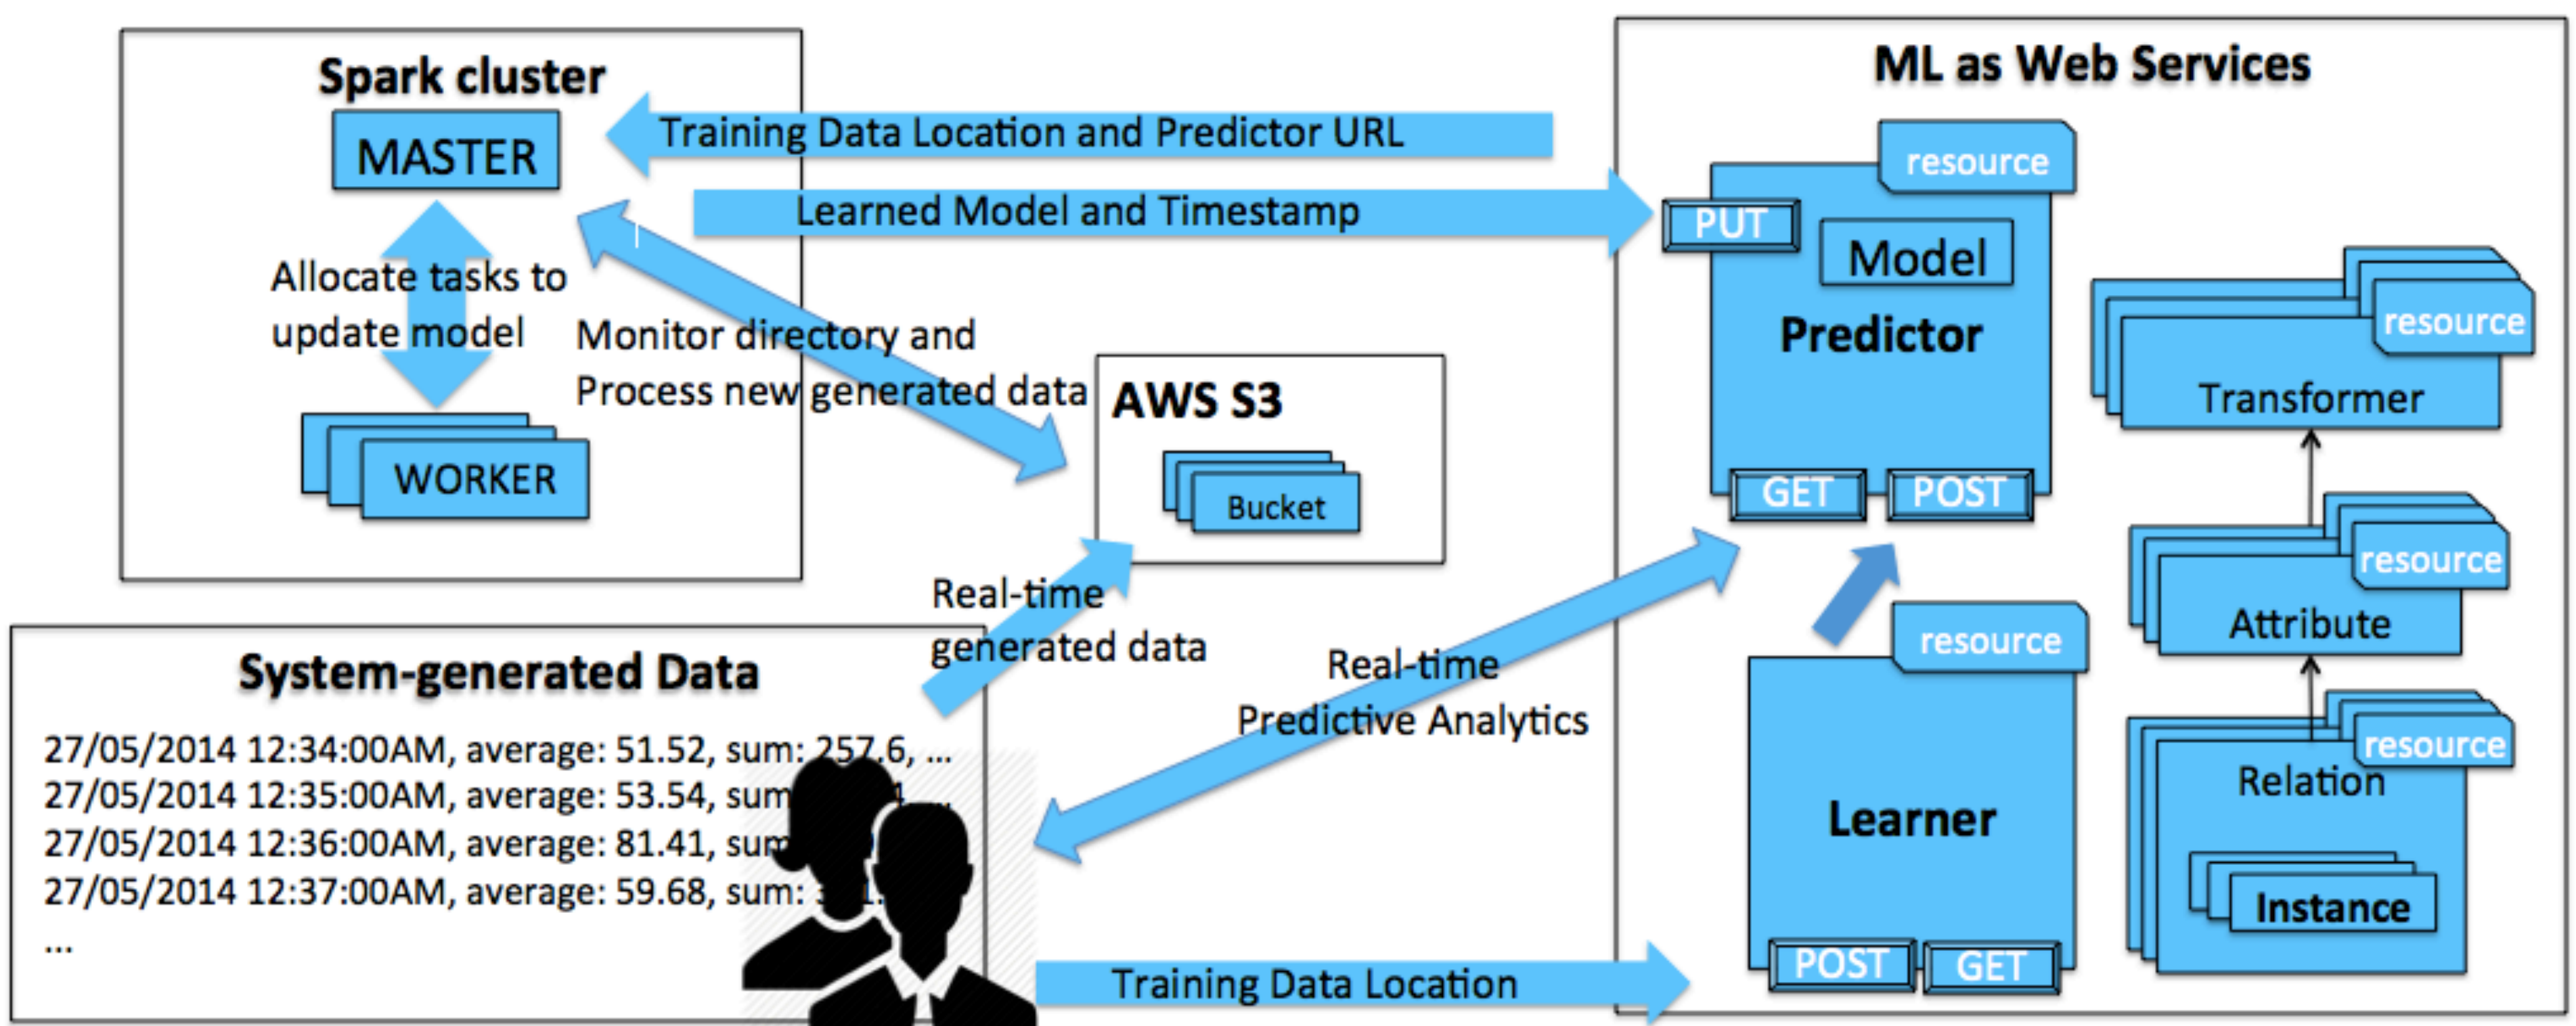 Spark cluster
MASTER
Allocate tasks to
update model
WORKER
Training Data Location and Predictor URL
Learned Model and Timestamp
Monitor directory and
Process new generated data
AWS S3
Bucket
Real-time
generated data
System-generated Data
27/05/2014 12:34:00AM, average: 51.52, sum: 257.6, ...
27/05/2014 12:35:00AM, average: 53.54, sum
27/05/2014 12:36:00AM, average: 81.41, sum
27/05/2014 12:37:00AM, average: 59.68, sum:
...
Real-time
Predictive Analytics
Training Data Location
ML as Web Services
resource
PUT
Model
Predictor
GET
POST
resource
Learner
POST
GET
resource
Transformer
resource
Attribute
resource
Relation
Instance